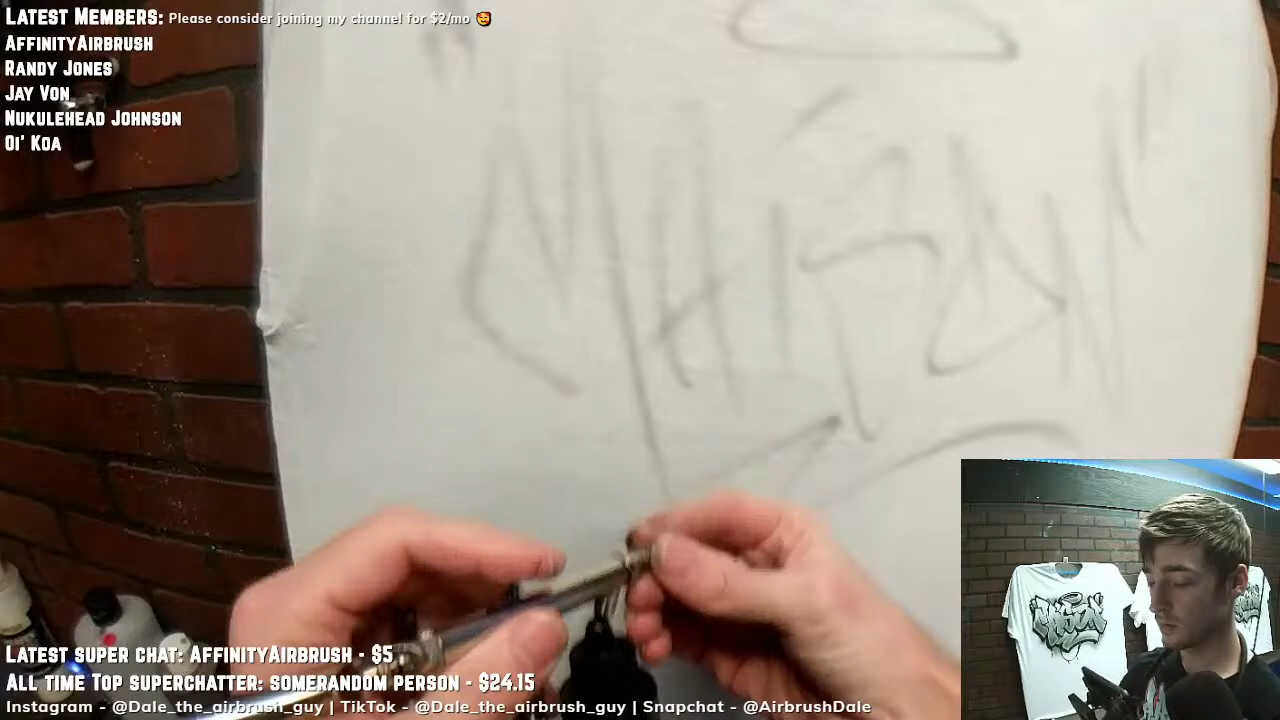 Latest Members: Please consider joining my channel for $2/mo 🥰
AffinityAirbrush
Randy Jones
Jay Von
Nukulehead Johnson
Ol' Koa
Latest super chat: AffinityAirbrush - $5
All time Top superchatter: somerandom person - $24.15
Instagram - @Dale_the_airbrush_guy | TikTok - @Dale_the_airbrush_guy | Snapchat - @AirbrushDale